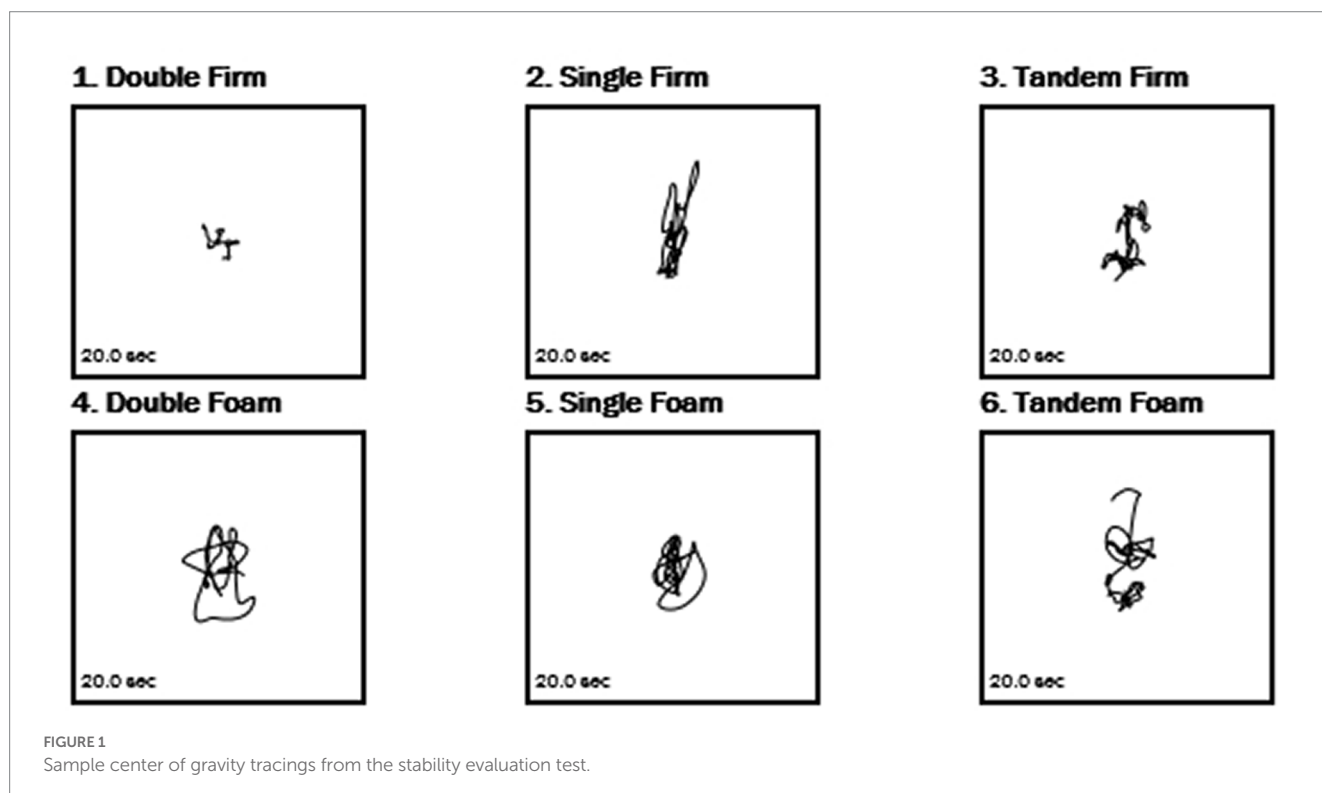 1. Double Firm
2. Single Firm
3. Tandem Firm
20.0 sec
20.0 sec
20.0 sec
4. Double Foam
5. Single Foam
6. Tandem Foam
20.0 sec
20.0 sec
20.0 sec
FIGURE 1
Sample center of gravity tracings from the stability evaluation test.